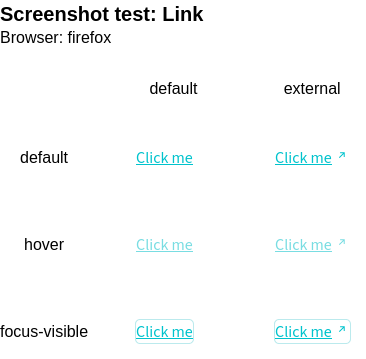 Screenshot test: Link
Browser: firefox
default external
default Click me Click me ↗
hover Click me Click me ↗
focus-visible Click me Click me ↗